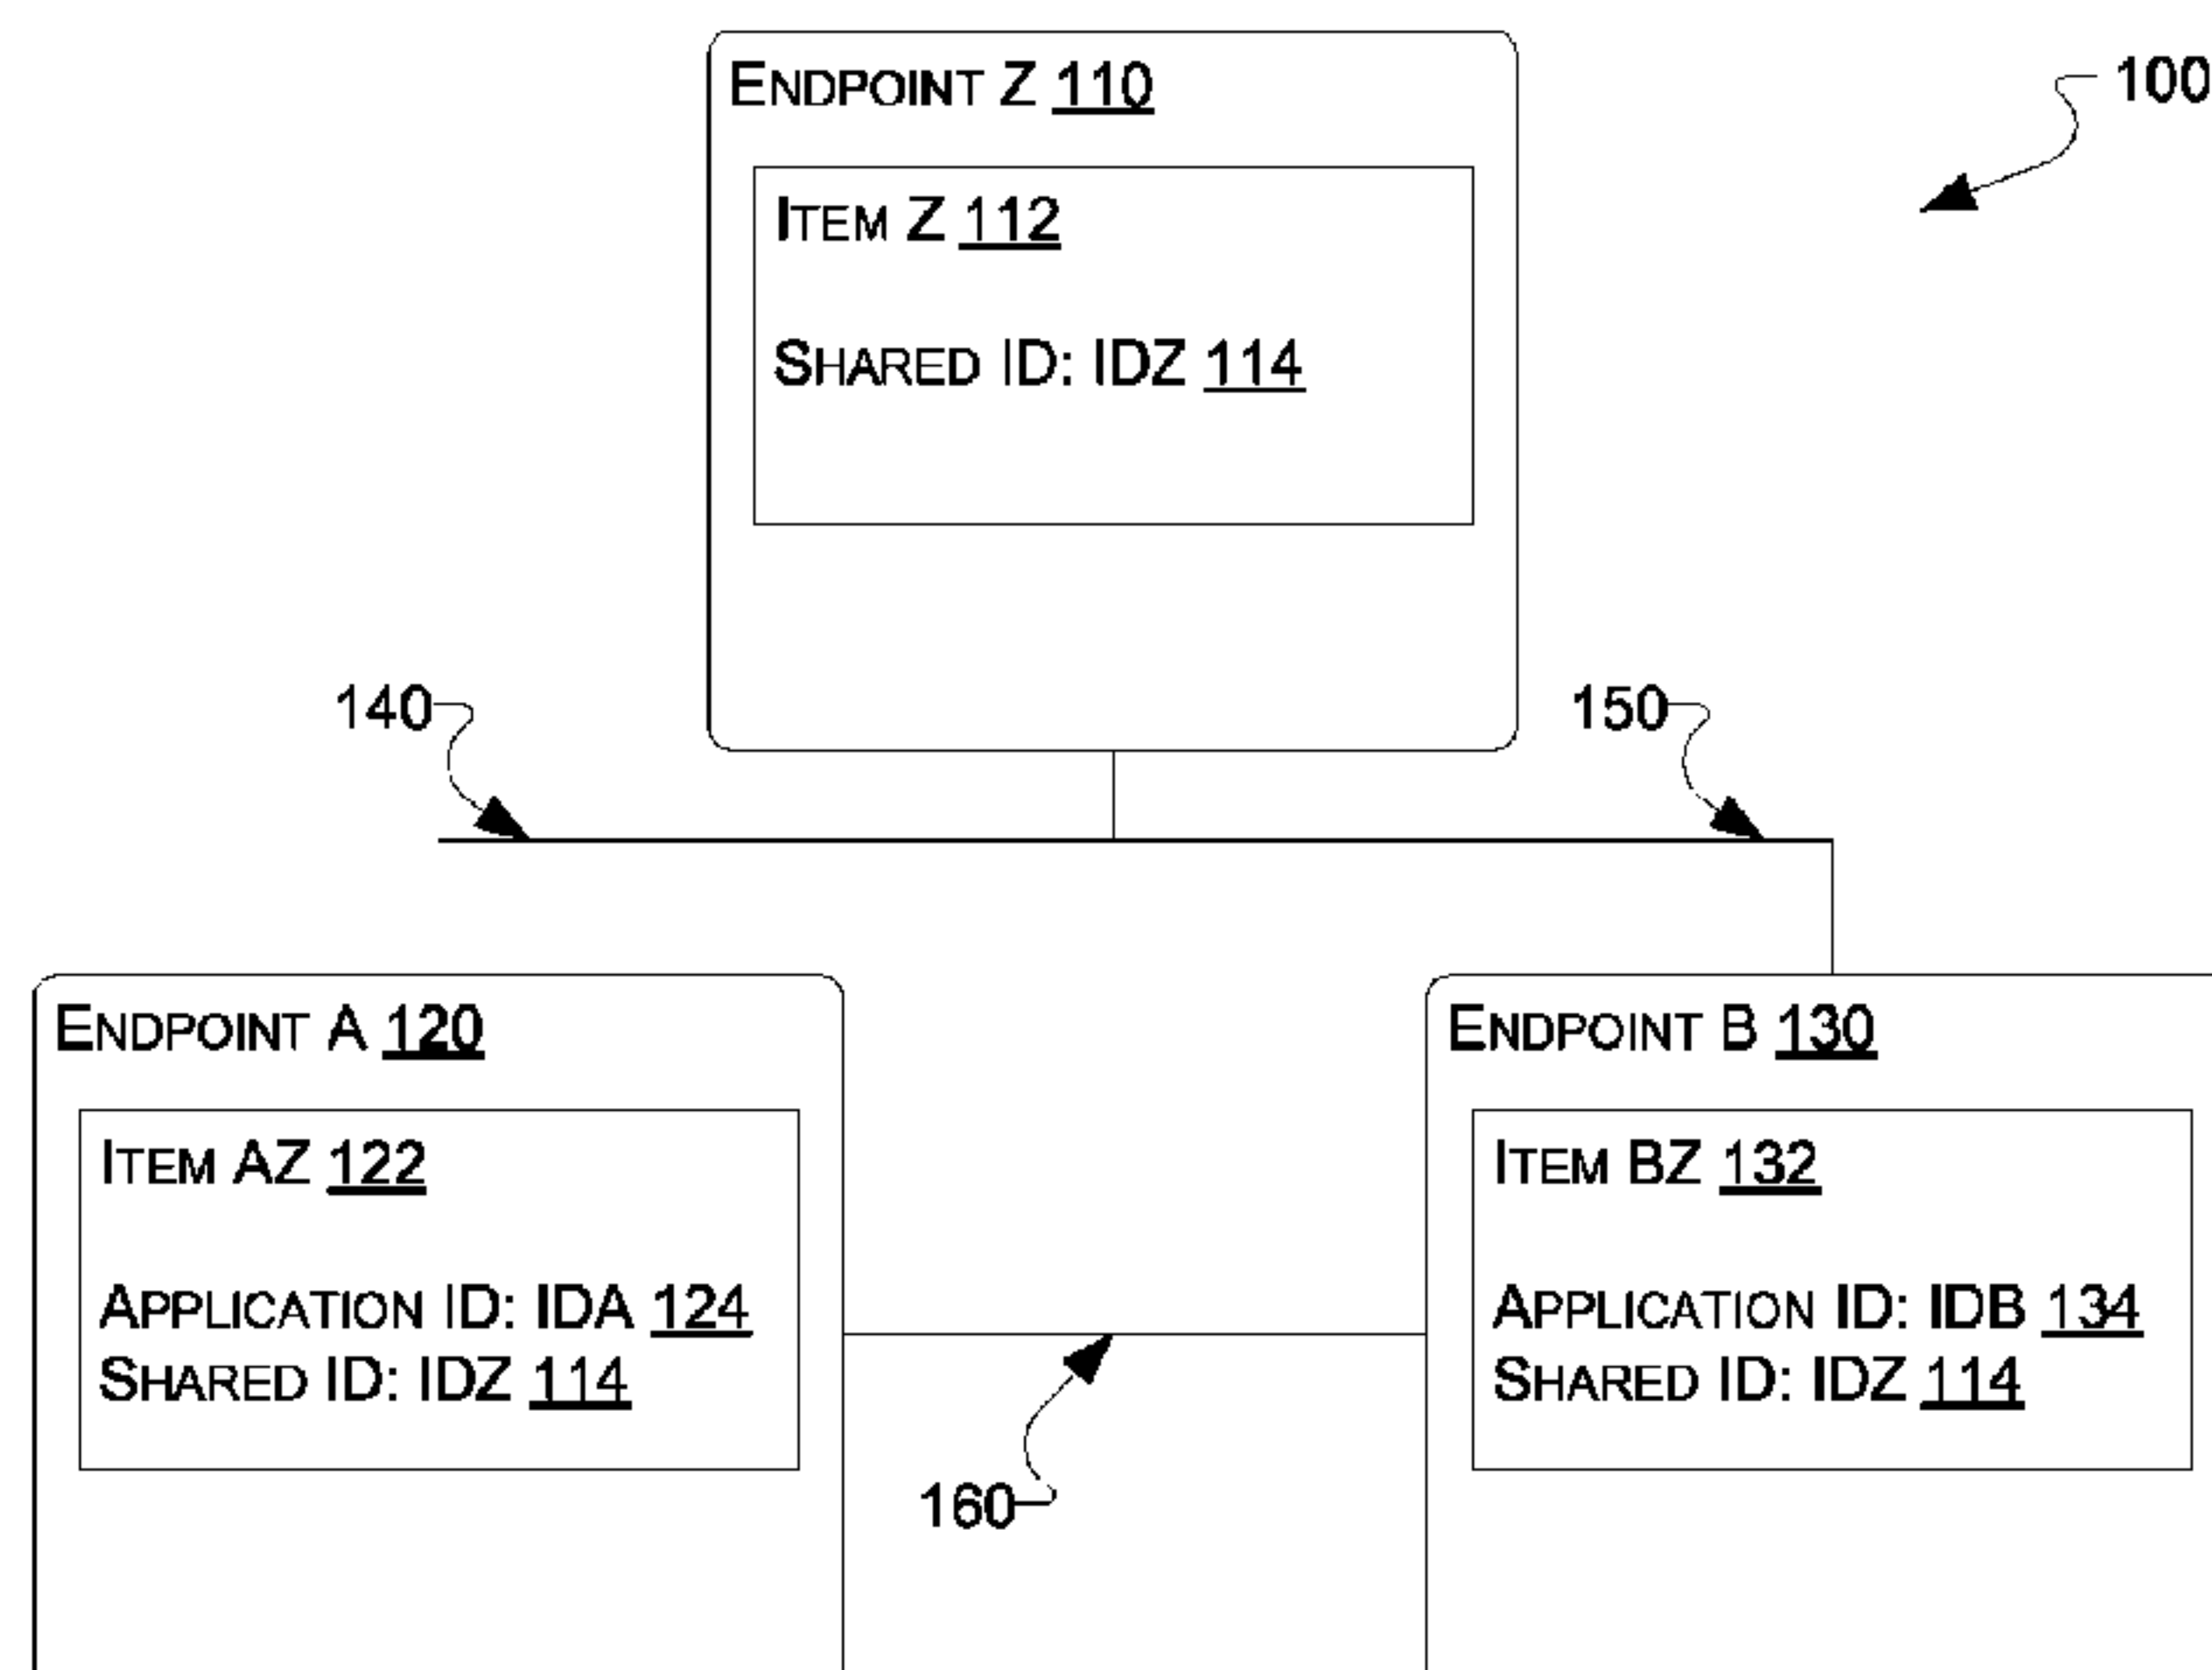 ENDPOINT Z 110
100
ITEM Z 112
SHARED ID: IDZ 114
140
150
ENDPOINT A 120
ENDPOINT B 130
ITEM AZ 122
ITEM BZ 132
APPLICATION ID: IDA 124
SHARED ID: IDZ 114
APPLICATION ID: IDB 134
SHARED ID: IDZ 114
160